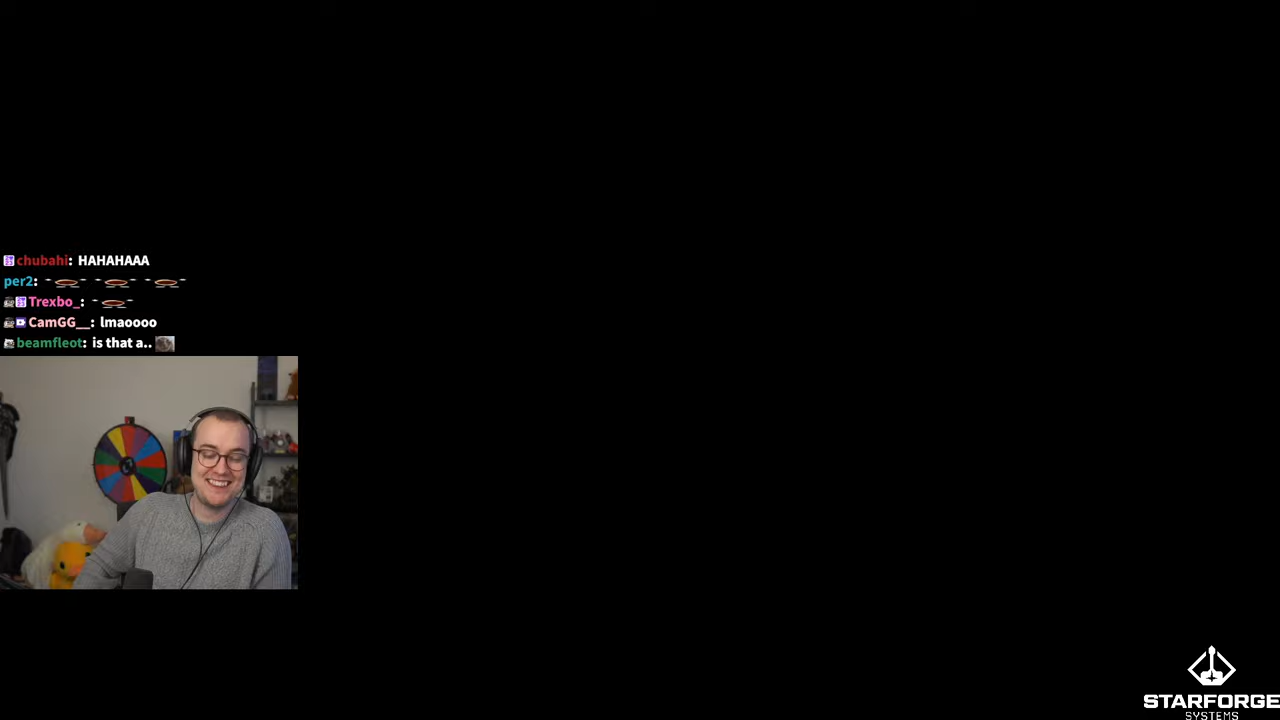 chubahi: HAHAHAAA
per2:
Trexbo_:
CamGG__: lmaoooo
beamfleot: is that a..
STARFORGE
SYSTEMS